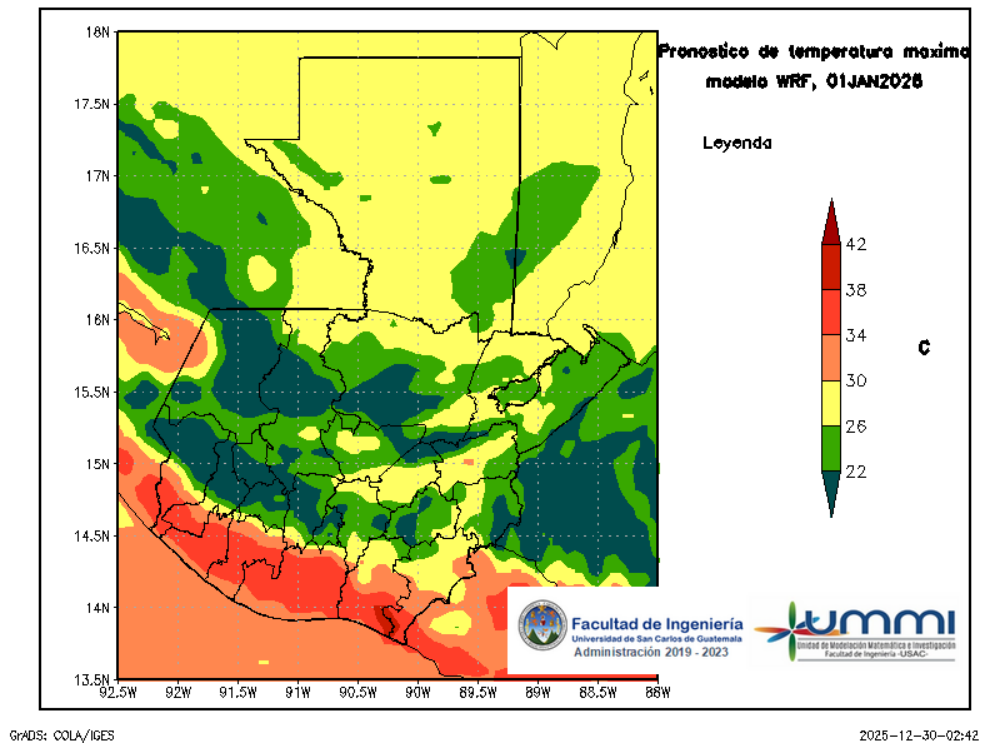 Pronostico de temperatura maxima
modelo WRF, 01JAN2026
Leyenda
18N
17.5N
17N
16.5N
16N
15.5N
15N
14.5N
14N
13.5N
92.5W 92W 91.5W 91W 90.5W 90W 89.5W 89W 88.5W 88W
42
38
34
30
26
22
C
Facultad de Ingeniería
Universidad de San Carlos de Guatemala
Administración 2019 - 2023
ummi
Unidad de Modelación Matemática e Investigación
Facultad de Ingeniería -USAC-
GrADS: COLA/IGES
2025-12-30-02:42